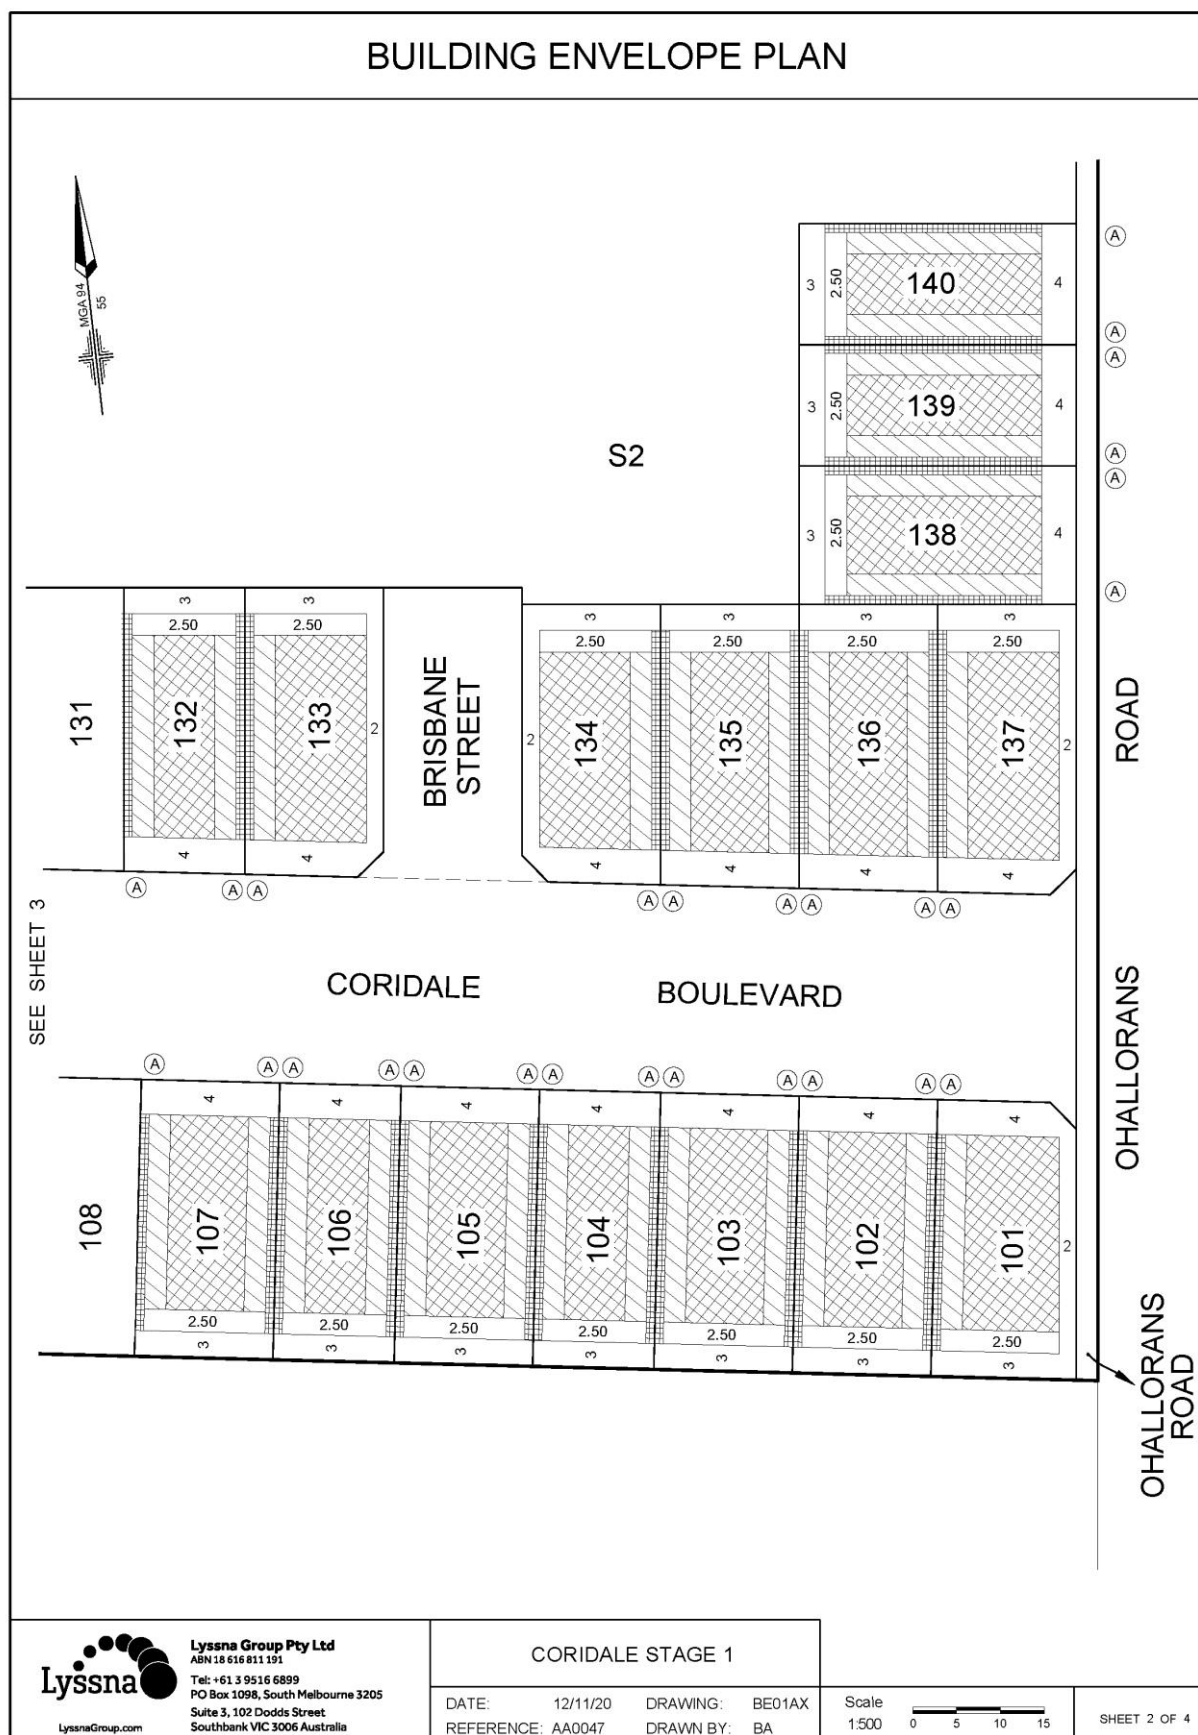 BUILDING ENVELOPE PLAN
MGA 94
55
A
3
2.50
140
4
A
A
3
2.50
139
4
A
A
S2
3
2.50
138
4
A
3
3
3
3
3
3
2.50
2.50
2.50
2.50
2.50
2.50
131
132
133
2
BRISBANE
STREET
2
134
135
136
137
2
ROAD
4
4
4
4
4
4
A
A
A
A
A
A
A
A
A
SEE SHEET 3
CORIDALE
BOULEVARD
OHALLORANS
A
A
A
A
A
A
A
A
A
A
A
A
A
4
4
4
4
4
4
4
108
107
106
105
104
103
102
101
2
2.50
2.50
2.50
2.50
2.50
2.50
2.50
3
3
3
3
3
3
3
OHALLORANS
ROAD
Lyssna
LyssnaGroup.com
Lyssna Group Pty Ltd
ABN 18 616 811 191
Tel: +61 3 9516 6899
PO Box 1098, South Melbourne 3205
Suite 3, 102 Dodds Street
Southbank VIC 3006 Australia
CORIDALE STAGE 1
DATE: 12/11/20 DRAWING: BE01AX
REFERENCE: AA0047 DRAWN BY: BA
Scale
1:500
0 5 10 15
SHEET 2 OF 4